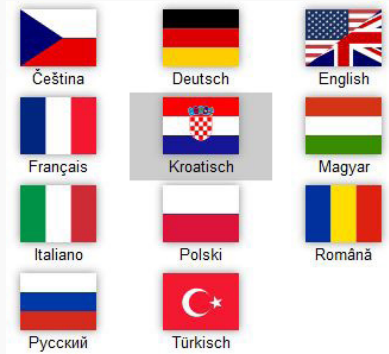 Čeština
Deutsch
English
Français
Kroatisch
Magyar
Italiano
Polski
Română
Русский
Türkisch